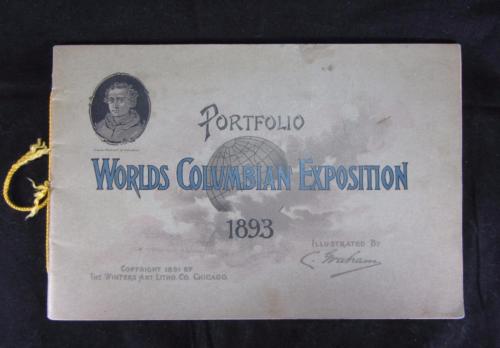 PORTFOLIO
WORLDS COLUMBIAN EXPOSITION
1893
ILLUSTRATED BY
C. Graham
COPYRIGHT 1891 BY
THE WINTERS ART LITHO. CO. CHICAGO.